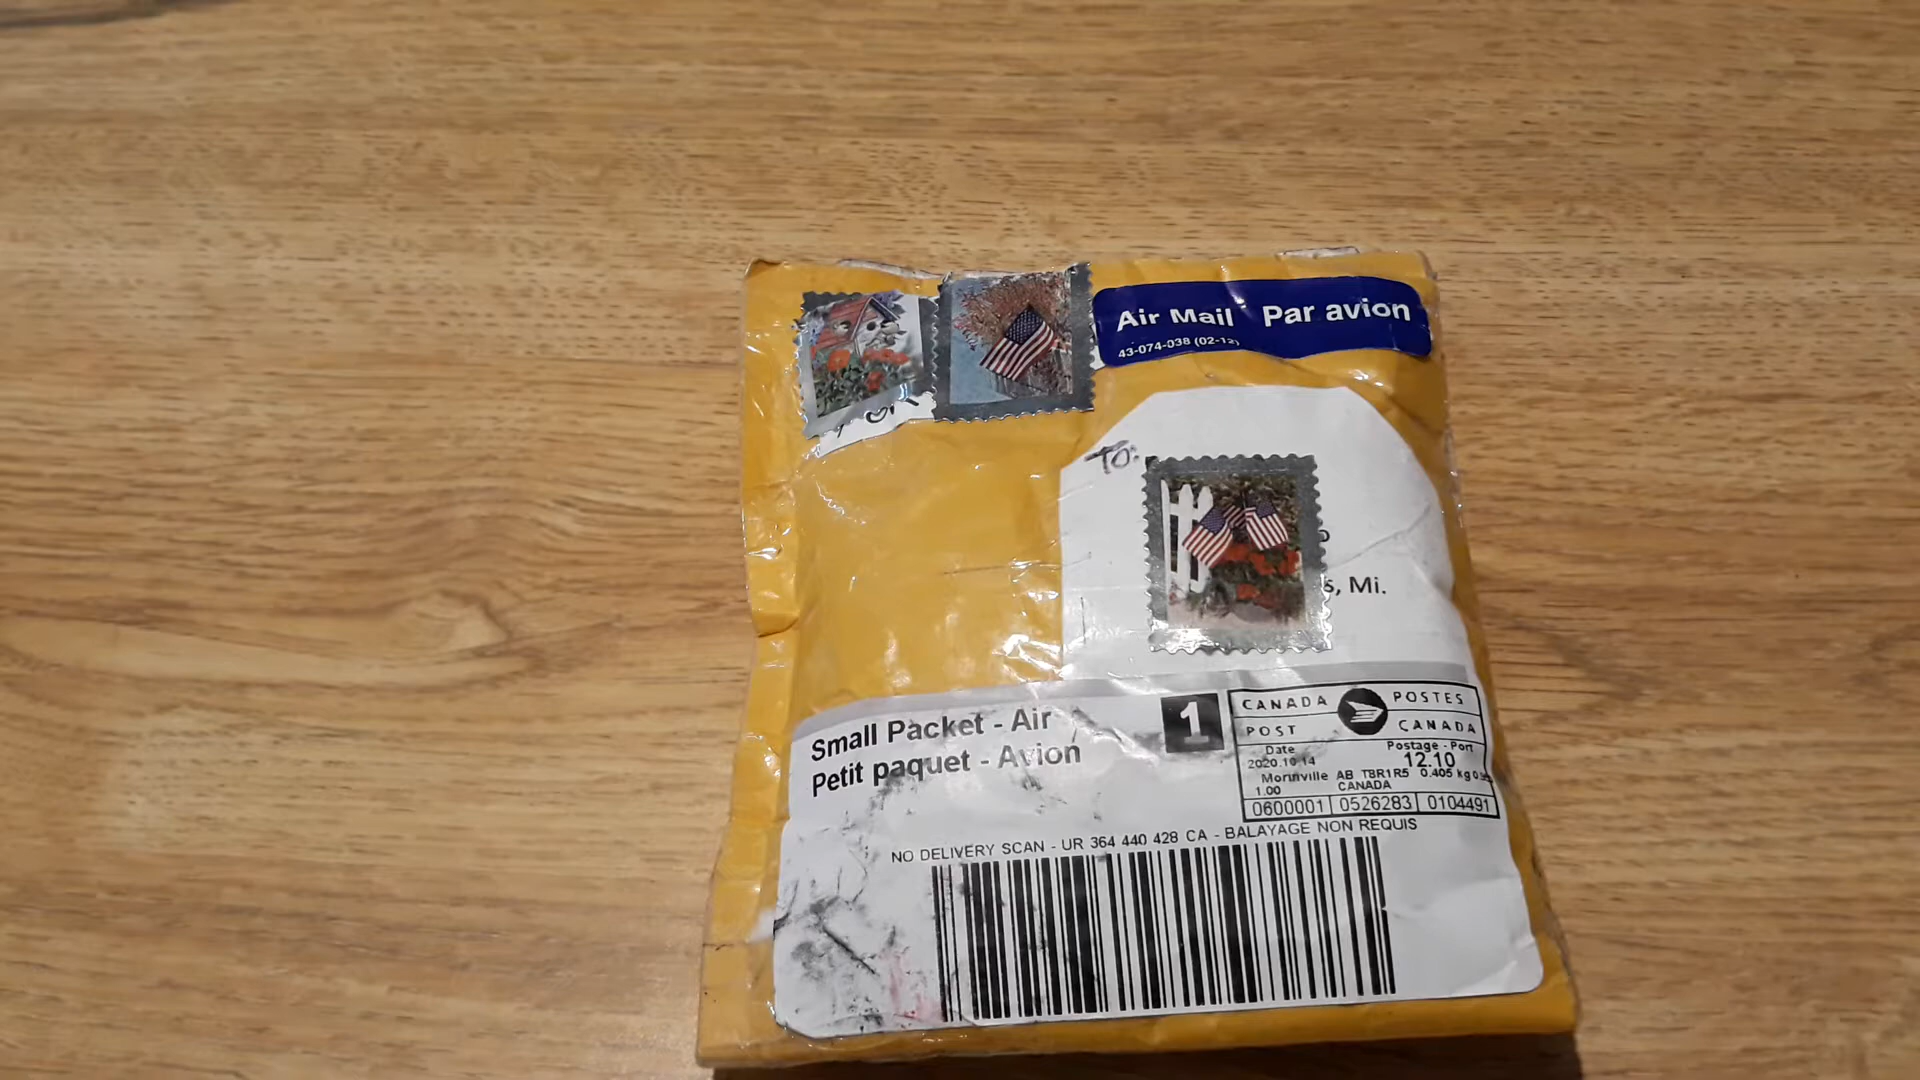 Air Mail Par avion
43-074-038 (02-12)
TO:
s, Mi.
Small Packet - Air
Petit paquet - Avion
1
CANADA POSTES
POST CANADA
Date Postage - Port
2020.10.14 12.10
Morinville AB T8R1R5 0.405 kg
1.00 CANADA
0600001 0526283 0104491
NO DELIVERY SCAN - UR 364 440 428 CA - BALAYAGE NON REQUIS